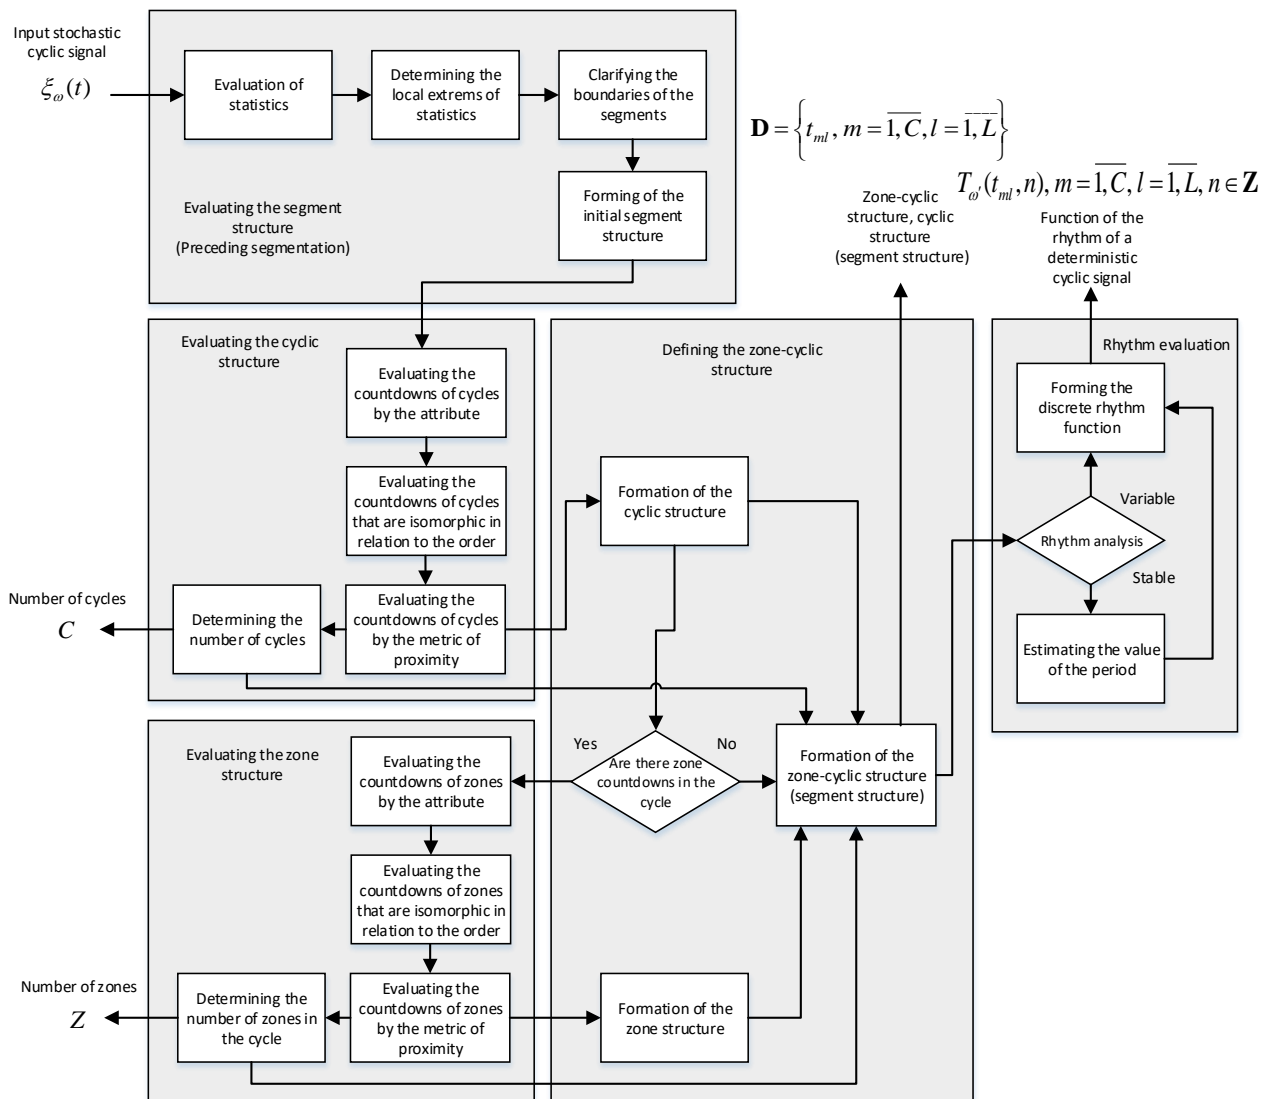 Input stochastic
cyclic signal
ξω(t)
Evaluation of
statistics
Determining the
local extrems of
statistics
Clarifying the
boundaries of the
segments
Evaluating the segment
structure
(Preceding segmentation)
Forming of the
initial segment
structure
D = {t_ml, m = 1,C, l = 1,L}
T_ω'(t_ml, n), m = 1,C, l = 1,L, n ∈ Z
Zone-cyclic
structure, cyclic
structure
(segment structure)
Function of the
rhythm of a
deterministic
cyclic signal
Evaluating the cyclic
structure
Evaluating the
countdowns of cycles
by the attribute
Evaluating the
countdowns of cycles
that are isomorphic in
relation to the order
Evaluating the
countdowns of cycles
by the metric of
proximity
Determining the
number of cycles
Number of cycles
C
Defining the zone-cyclic
structure
Formation of the
cyclic structure
Yes
No
Are there zone
countdowns in the
cycle
Formation of the
zone-cyclic structure
(segment structure)
Rhythm evaluation
Forming the
discrete rhythm
function
Variable
Rhythm analysis
Stable
Estimating the value
of the period
Evaluating the zone
structure
Evaluating the
countdowns of zones
by the attribute
Evaluating the
countdowns of zones
that are isomorphic in
relation to the order
Evaluating the
countdowns of zones
by the metric of
proximity
Determining the
number of zones in
the cycle
Number of zones
Z
Formation of the
zone structure